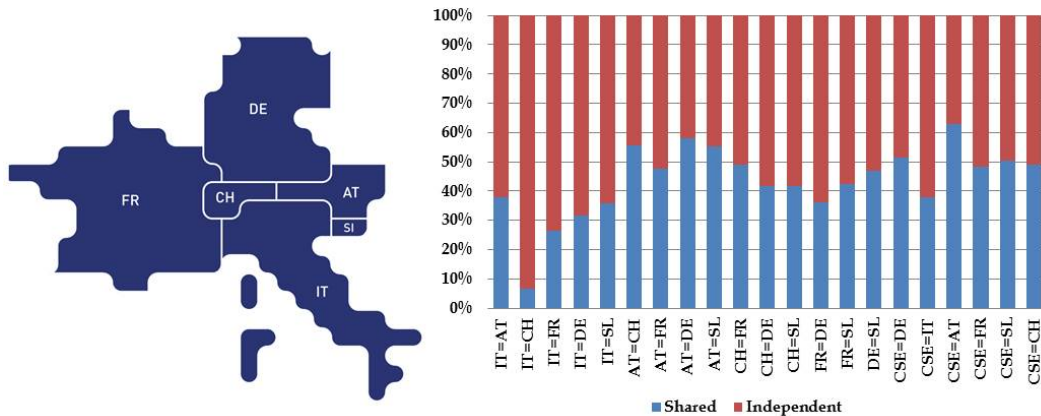 DE
FR
CH
AT
SI
IT
100%
90%
80%
70%
60%
50%
40%
30%
20%
10%
0%
IT=AT
IT=CH
IT=FR
IT=DE
IT=SL
AT=CH
AT=FR
AT=DE
AT=SL
CH=FR
CH=DE
CH=SL
FR=DE
FR=SL
DE=SL
CSE=DE
CSE=IT
CSE=AT
CSE=FR
CSE=SL
CSE=CH
Shared Independent